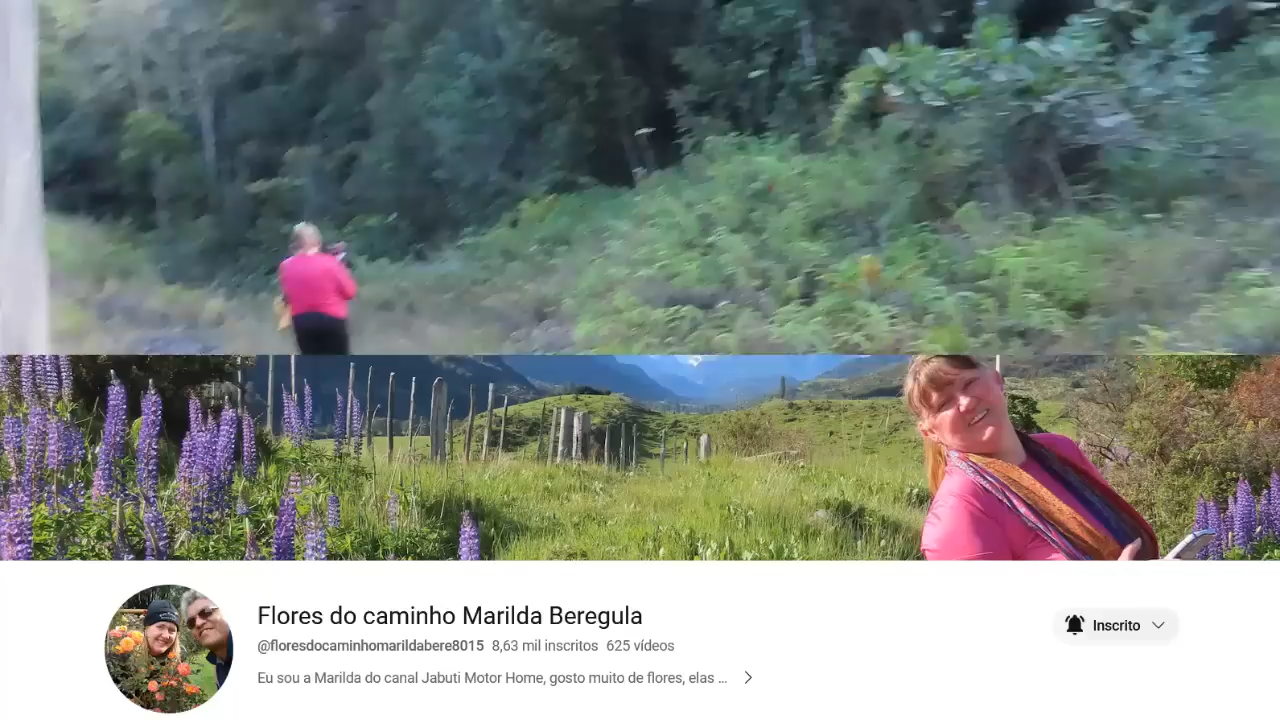 Flores do caminho Marilda Beregula
@floresdocaminhomarildabere8015 8,63 mil inscritos 625 vídeos
Inscrito
Eu sou a Marilda do canal Jabuti Motor Home, gosto muito de flores, elas ...